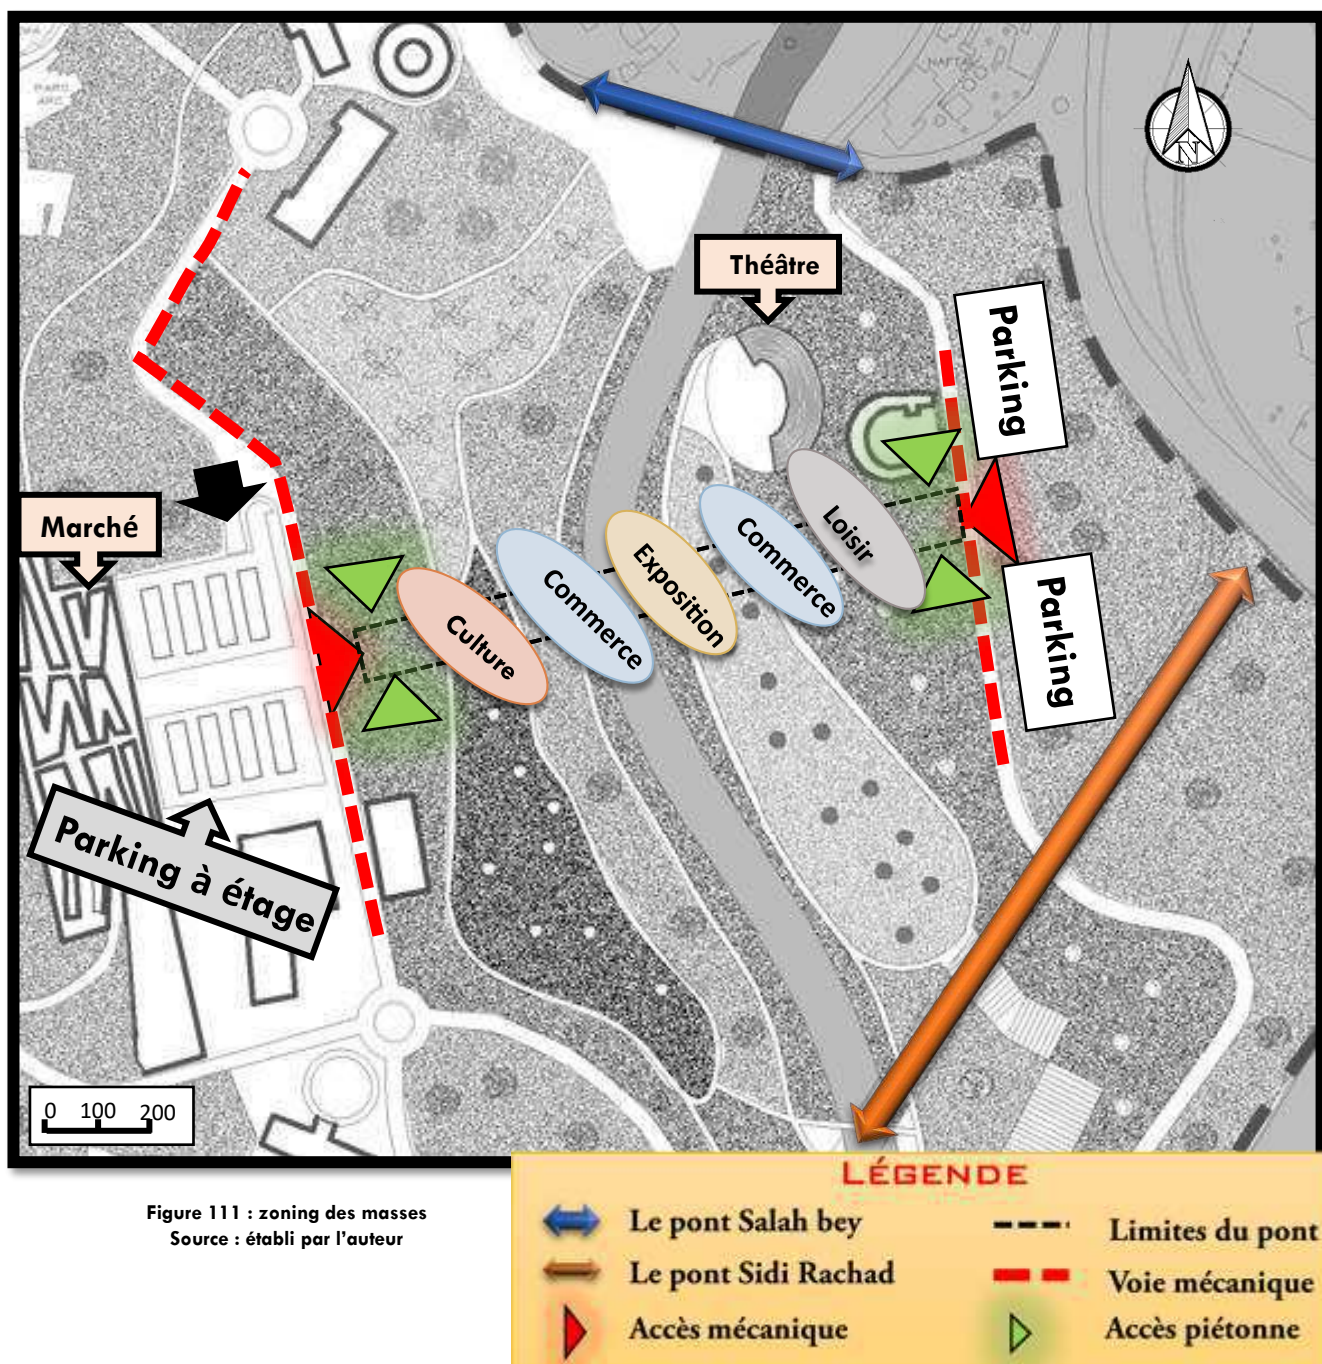 NAFTAL
PARC
N
Théâtre
Parking
Marché
Culture
Commerce
Exposition
Commerce
Loisir
Parking
Parking à étage
0 100 200
Figure 111 : zoning des masses
Source : établi par l'auteur
LÉGENDE
Le pont Salah bey
Limites du pont
Le pont Sidi Rachad
Voie mécanique
Accès mécanique
Accès piétonne